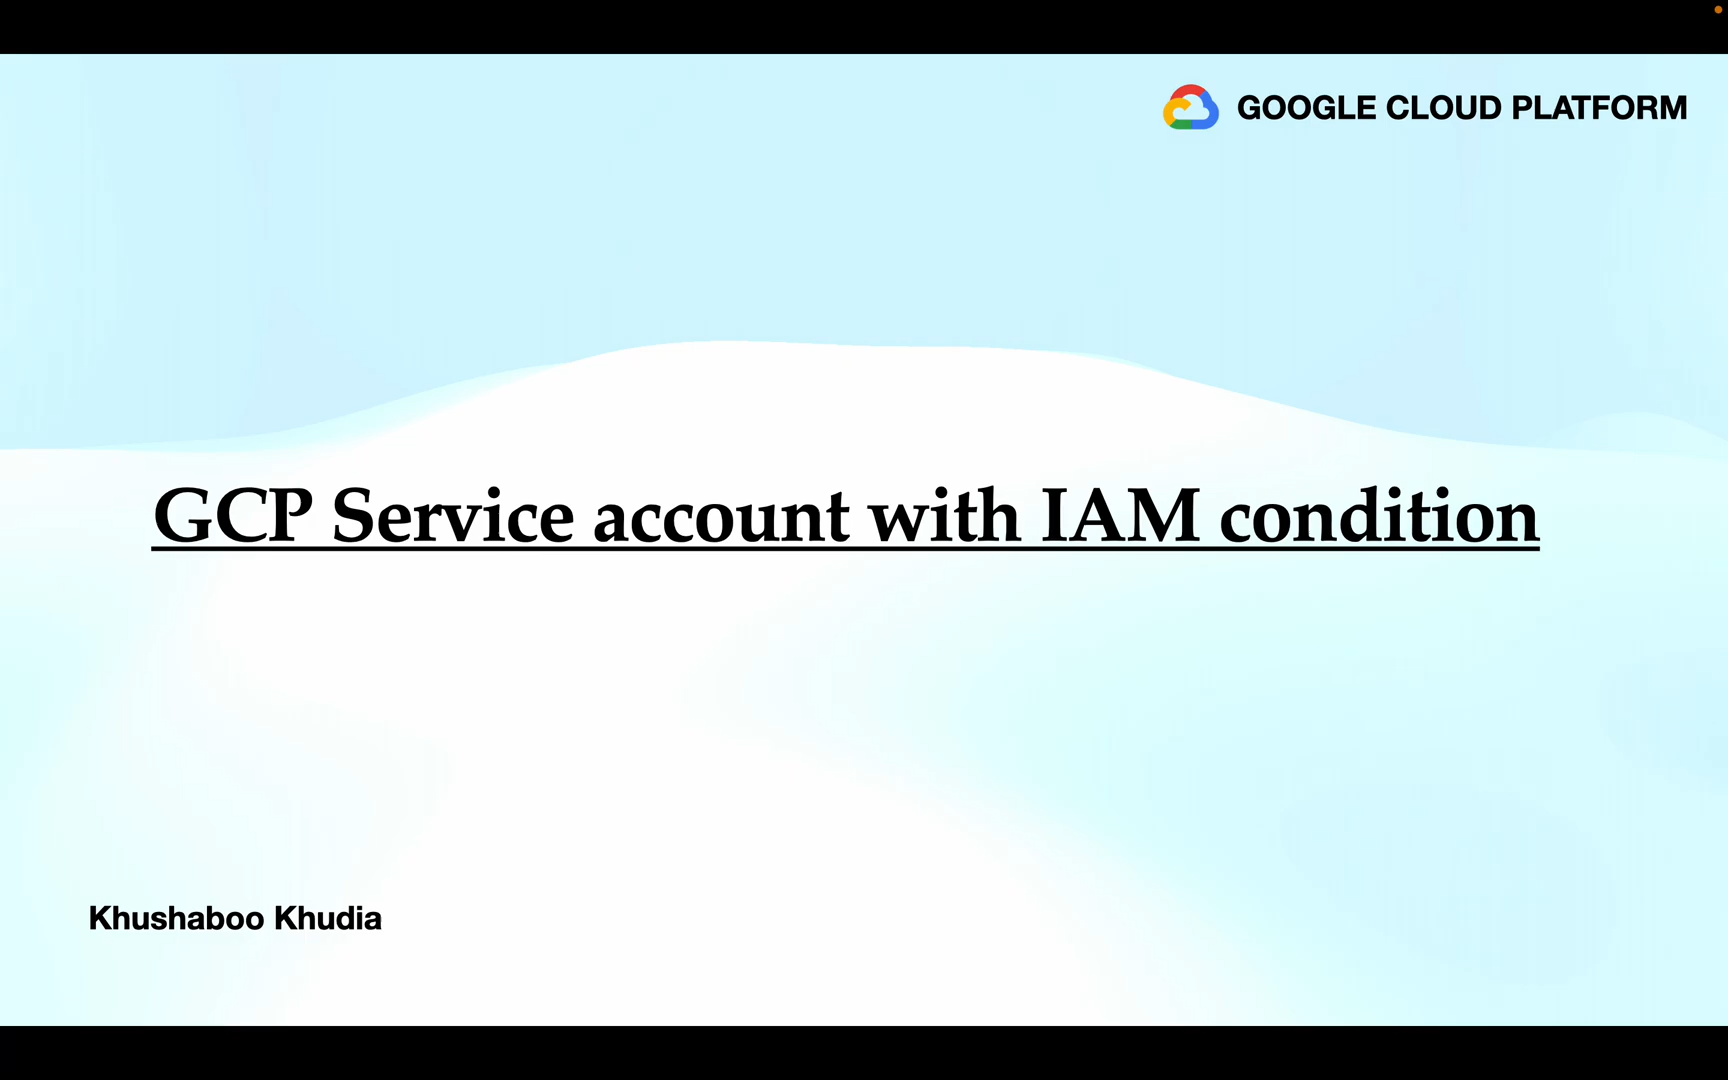 GOOGLE CLOUD PLATFORM
GCP Service account with IAM condition
Khushaboo Khudia